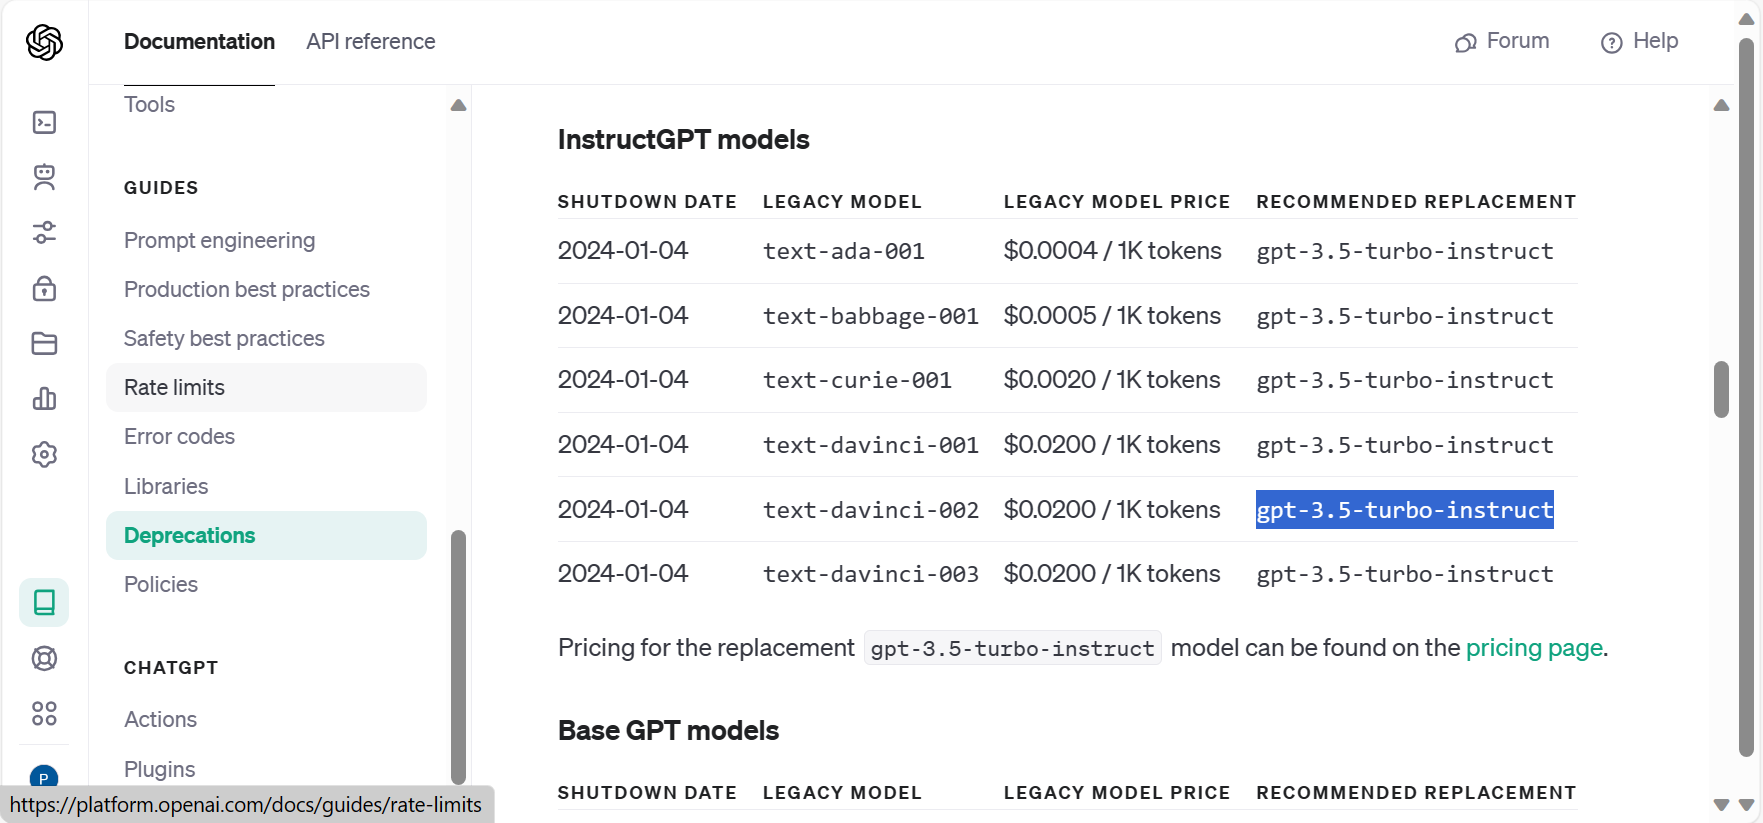 Documentation API reference Forum Help
Tools
GUIDES
Prompt engineering
Production best practices
Safety best practices
Rate limits
Error codes
Libraries
Deprecations
Policies
CHATGPT
Actions
Plugins
P
https://platform.openai.com/docs/guides/rate-limits
InstructGPT models
SHUTDOWN DATE LEGACY MODEL LEGACY MODEL PRICE RECOMMENDED REPLACEMENT
2024-01-04 text-ada-001 $0.0004 / 1K tokens gpt-3.5-turbo-instruct
2024-01-04 text-babbage-001 $0.0005 / 1K tokens gpt-3.5-turbo-instruct
2024-01-04 text-curie-001 $0.0020 / 1K tokens gpt-3.5-turbo-instruct
2024-01-04 text-davinci-001 $0.0200 / 1K tokens gpt-3.5-turbo-instruct
2024-01-04 text-davinci-002 $0.0200 / 1K tokens gpt-3.5-turbo-instruct
2024-01-04 text-davinci-003 $0.0200 / 1K tokens gpt-3.5-turbo-instruct
Pricing for the replacement gpt-3.5-turbo-instruct model can be found on the pricing page.
Base GPT models
SHUTDOWN DATE LEGACY MODEL LEGACY MODEL PRICE RECOMMENDED REPLACEMENT